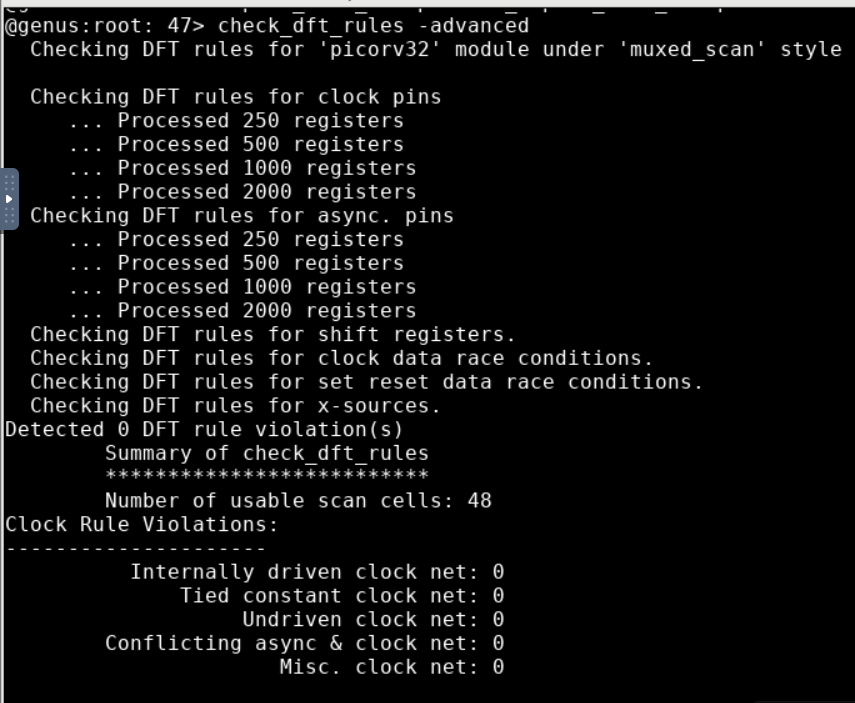 @genus:root: 47> check_dft_rules -advanced
  Checking DFT rules for 'picorv32' module under 'muxed_scan' style
  Checking DFT rules for clock pins
     ... Processed 250 registers
     ... Processed 500 registers
     ... Processed 1000 registers
     ... Processed 2000 registers
  Checking DFT rules for async. pins
     ... Processed 250 registers
     ... Processed 500 registers
     ... Processed 1000 registers
     ... Processed 2000 registers
  Checking DFT rules for shift registers.
  Checking DFT rules for clock data race conditions.
  Checking DFT rules for set reset data race conditions.
  Checking DFT rules for x-sources.
Detected 0 DFT rule violation(s)
        Summary of check_dft_rules
        **************************
        Number of usable scan cells: 48
Clock Rule Violations:
---------------------
          Internally driven clock net: 0
              Tied constant clock net: 0
                   Undriven clock net: 0
        Conflicting async & clock net: 0
                      Misc. clock net: 0